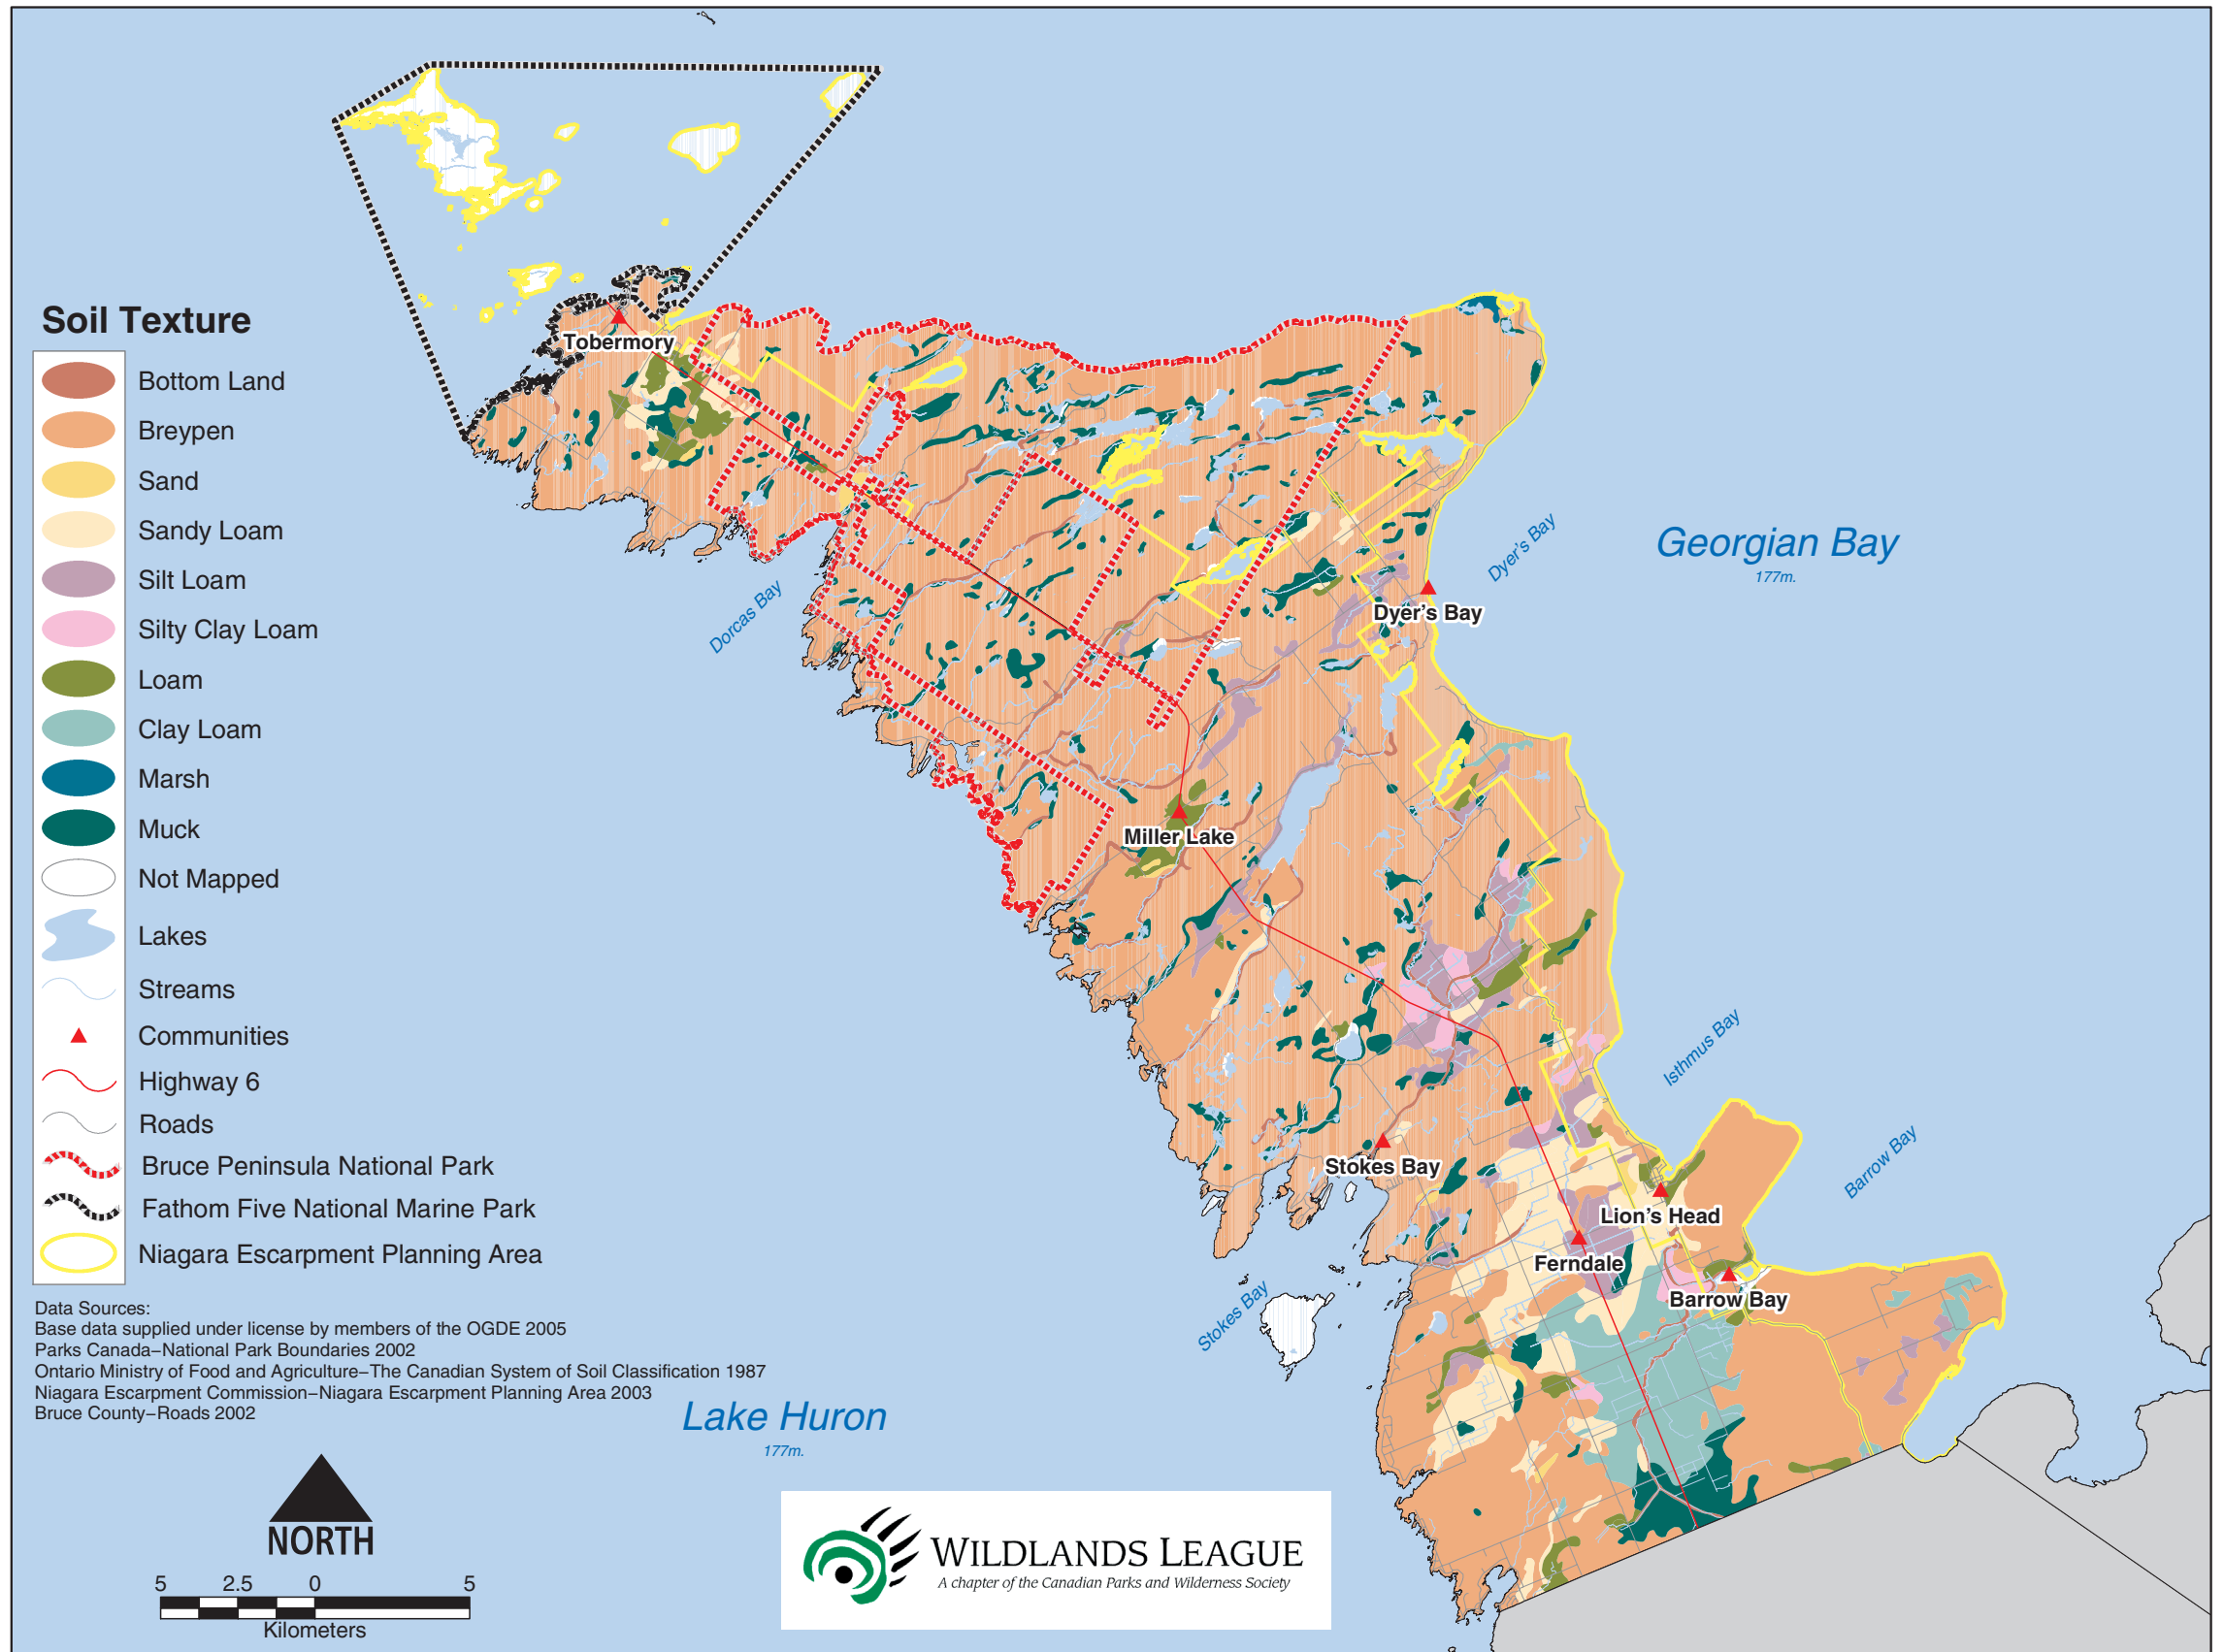 Soil Texture
Bottom Land
Breypen
Sand
Sandy Loam
Silt Loam
Silty Clay Loam
Loam
Clay Loam
Marsh
Muck
Not Mapped
Lakes
Streams
Communities
Highway 6
Roads
Bruce Peninsula National Park
Fathom Five National Marine Park
Niagara Escarpment Planning Area
Data Sources:
Base data supplied under license by members of the OGDE 2005
Parks Canada–National Park Boundaries 2002
Ontario Ministry of Food and Agriculture–The Canadian System of Soil Classification 1987
Niagara Escarpment Commission–Niagara Escarpment Planning Area 2003
Bruce County–Roads 2002
NORTH
5 2.5 0 5
Kilometers
Tobermory
Georgian Bay
177m.
Dyer's Bay
Dyer's Bay
Dorcas Bay
Miller Lake
Isthmus Bay
Stokes Bay
Barrow Bay
Lion's Head
Ferndale
Barrow Bay
Stokes Bay
Lake Huron
177m.
WILDLANDS LEAGUE
A chapter of the Canadian Parks and Wilderness Society